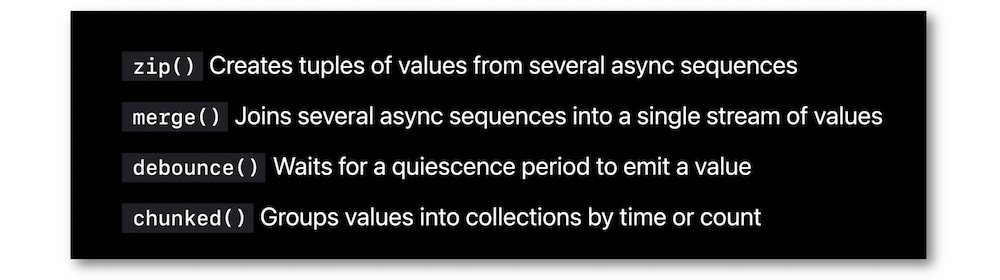 zip() Creates tuples of values from several async sequences
merge() Joins several async sequences into a single stream of values
debounce() Waits for a quiescence period to emit a value
chunked() Groups values into collections by time or count